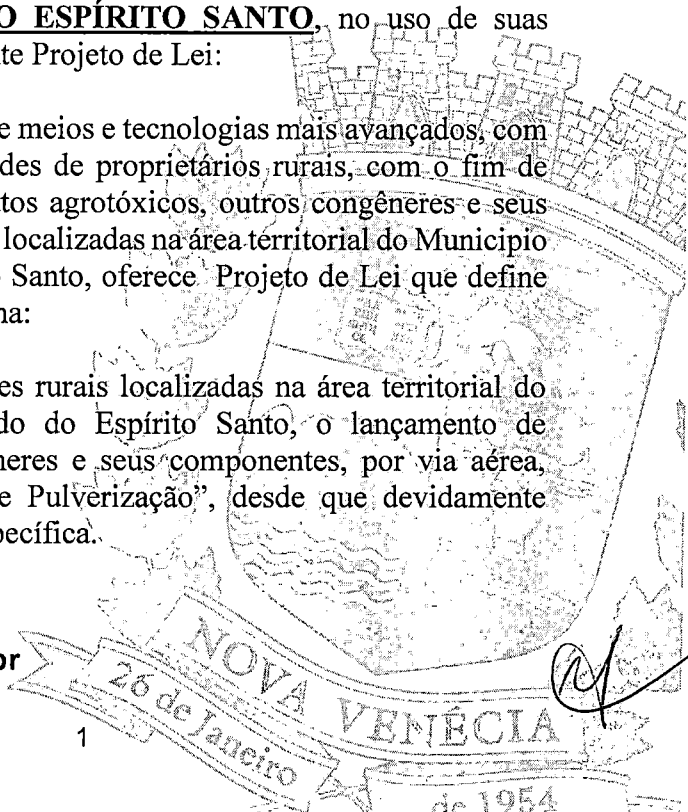 O ESPÍRITO SANTO, no uso de suas
te Projeto de Lei:
e meios e tecnologias mais avançados, com
des de proprietários rurais, com o fim de
tos agrotóxicos, outros congêneres e seus
localizadas na área territorial do Municipio
o Santo, oferece Projeto de Lei que define
na:
es rurais localizadas na área territorial do
do do Espírito Santo, o lançamento de
neres e seus componentes, por via aérea,
e Pulverização”, desde que devidamente
pecífica.
or
1
NOVA VENÉCIA
26 de Janeiro
de 1954